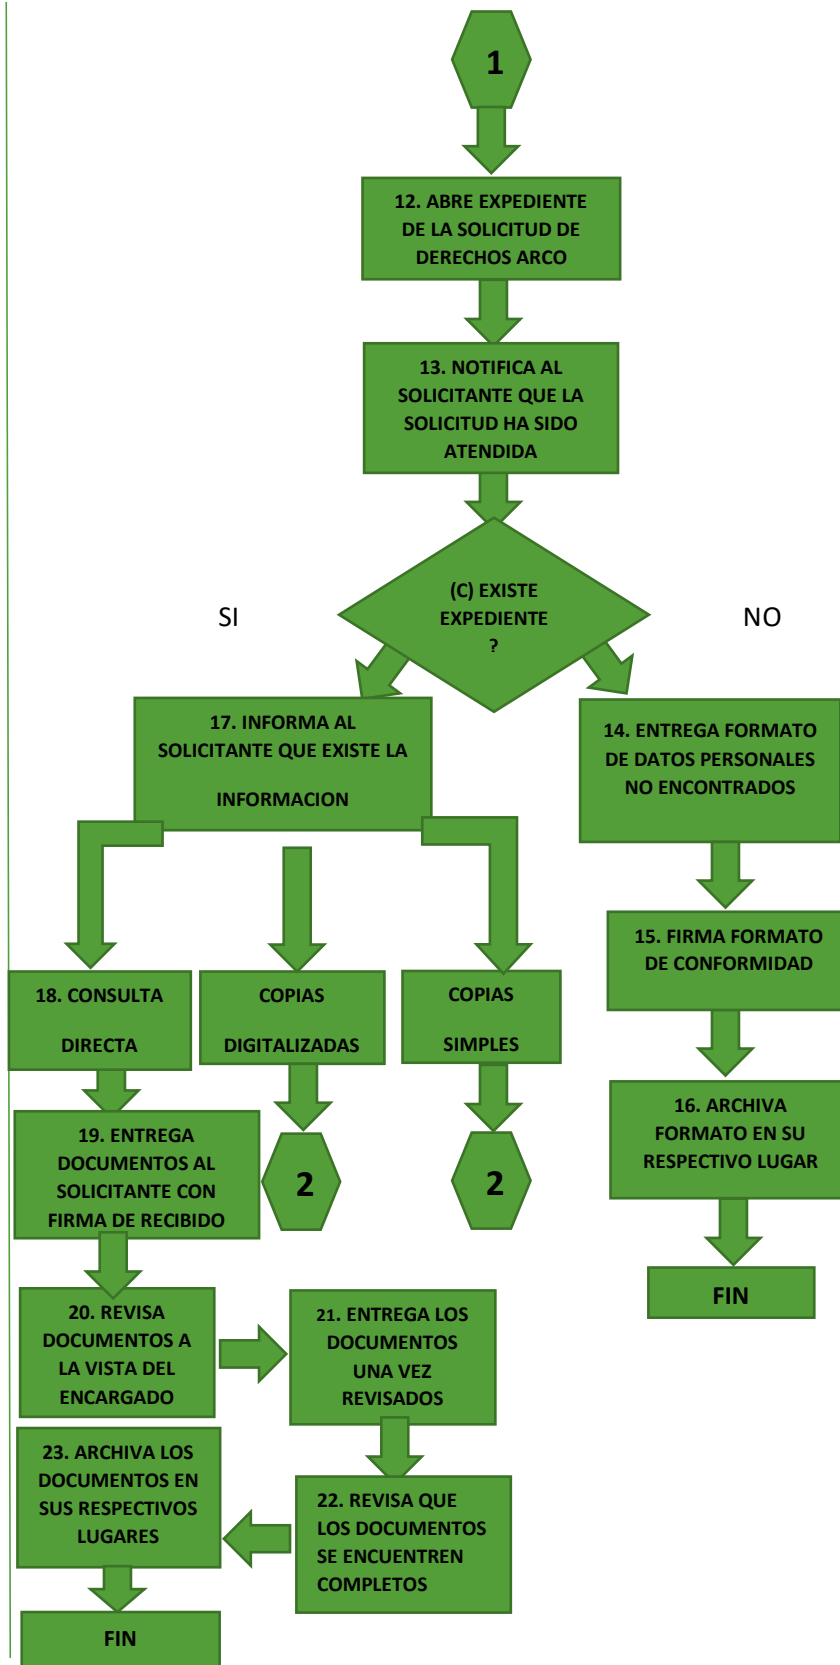 1
12. ABRE EXPEDIENTE
DE LA SOLICITUD DE
DERECHOS ARCO
13. NOTIFICA AL
SOLICITANTE QUE LA
SOLICITUD HA SIDO
ATENDIDA
(C) EXISTE
EXPEDIENTE
?
SI
NO
17. INFORMA AL
SOLICITANTE QUE EXISTE LA
INFORMACION
14. ENTREGA FORMATO
DE DATOS PERSONALES
NO ENCONTRADOS
15. FIRMA FORMATO
DE CONFORMIDAD
18. CONSULTA
DIRECTA
COPIAS
DIGITALIZADAS
COPIAS
SIMPLES
16. ARCHIVA
FORMATO EN SU
RESPECTIVO LUGAR
19. ENTREGA
DOCUMENTOS AL
SOLICITANTE CON
FIRMA DE RECIBIDO
2
2
FIN
20. REVISA
DOCUMENTOS A
LA VISTA DEL
ENCARGADO
21. ENTREGA LOS
DOCUMENTOS
UNA VEZ
REVISADOS
23. ARCHIVA LOS
DOCUMENTOS EN
SUS RESPECTIVOS
LUGARES
22. REVISA QUE
LOS DOCUMENTOS
SE ENCUENTREN
COMPLETOS
FIN